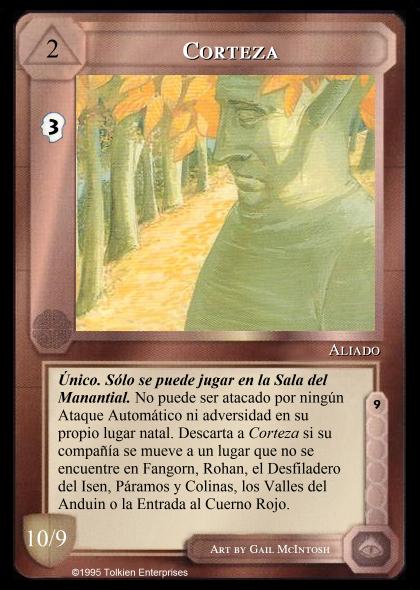 2
CORTEZA
3
ALIADO
Único. Sólo se puede jugar en la Sala del
Manantial. No puede ser atacado por ningún
Ataque Automático ni adversidad en su
propio lugar natal. Descarta a Corteza si su
compañía se mueve a un lugar que no se
encuentre en Fangorn, Rohan, el Desfiladero
del Isen, Páramos y Colinas, los Valles del
Anduin o la Entrada al Cuerno Rojo.
9
10/9
ART BY GAIL MCINTOSH
©1995 Tolkien Enterprises